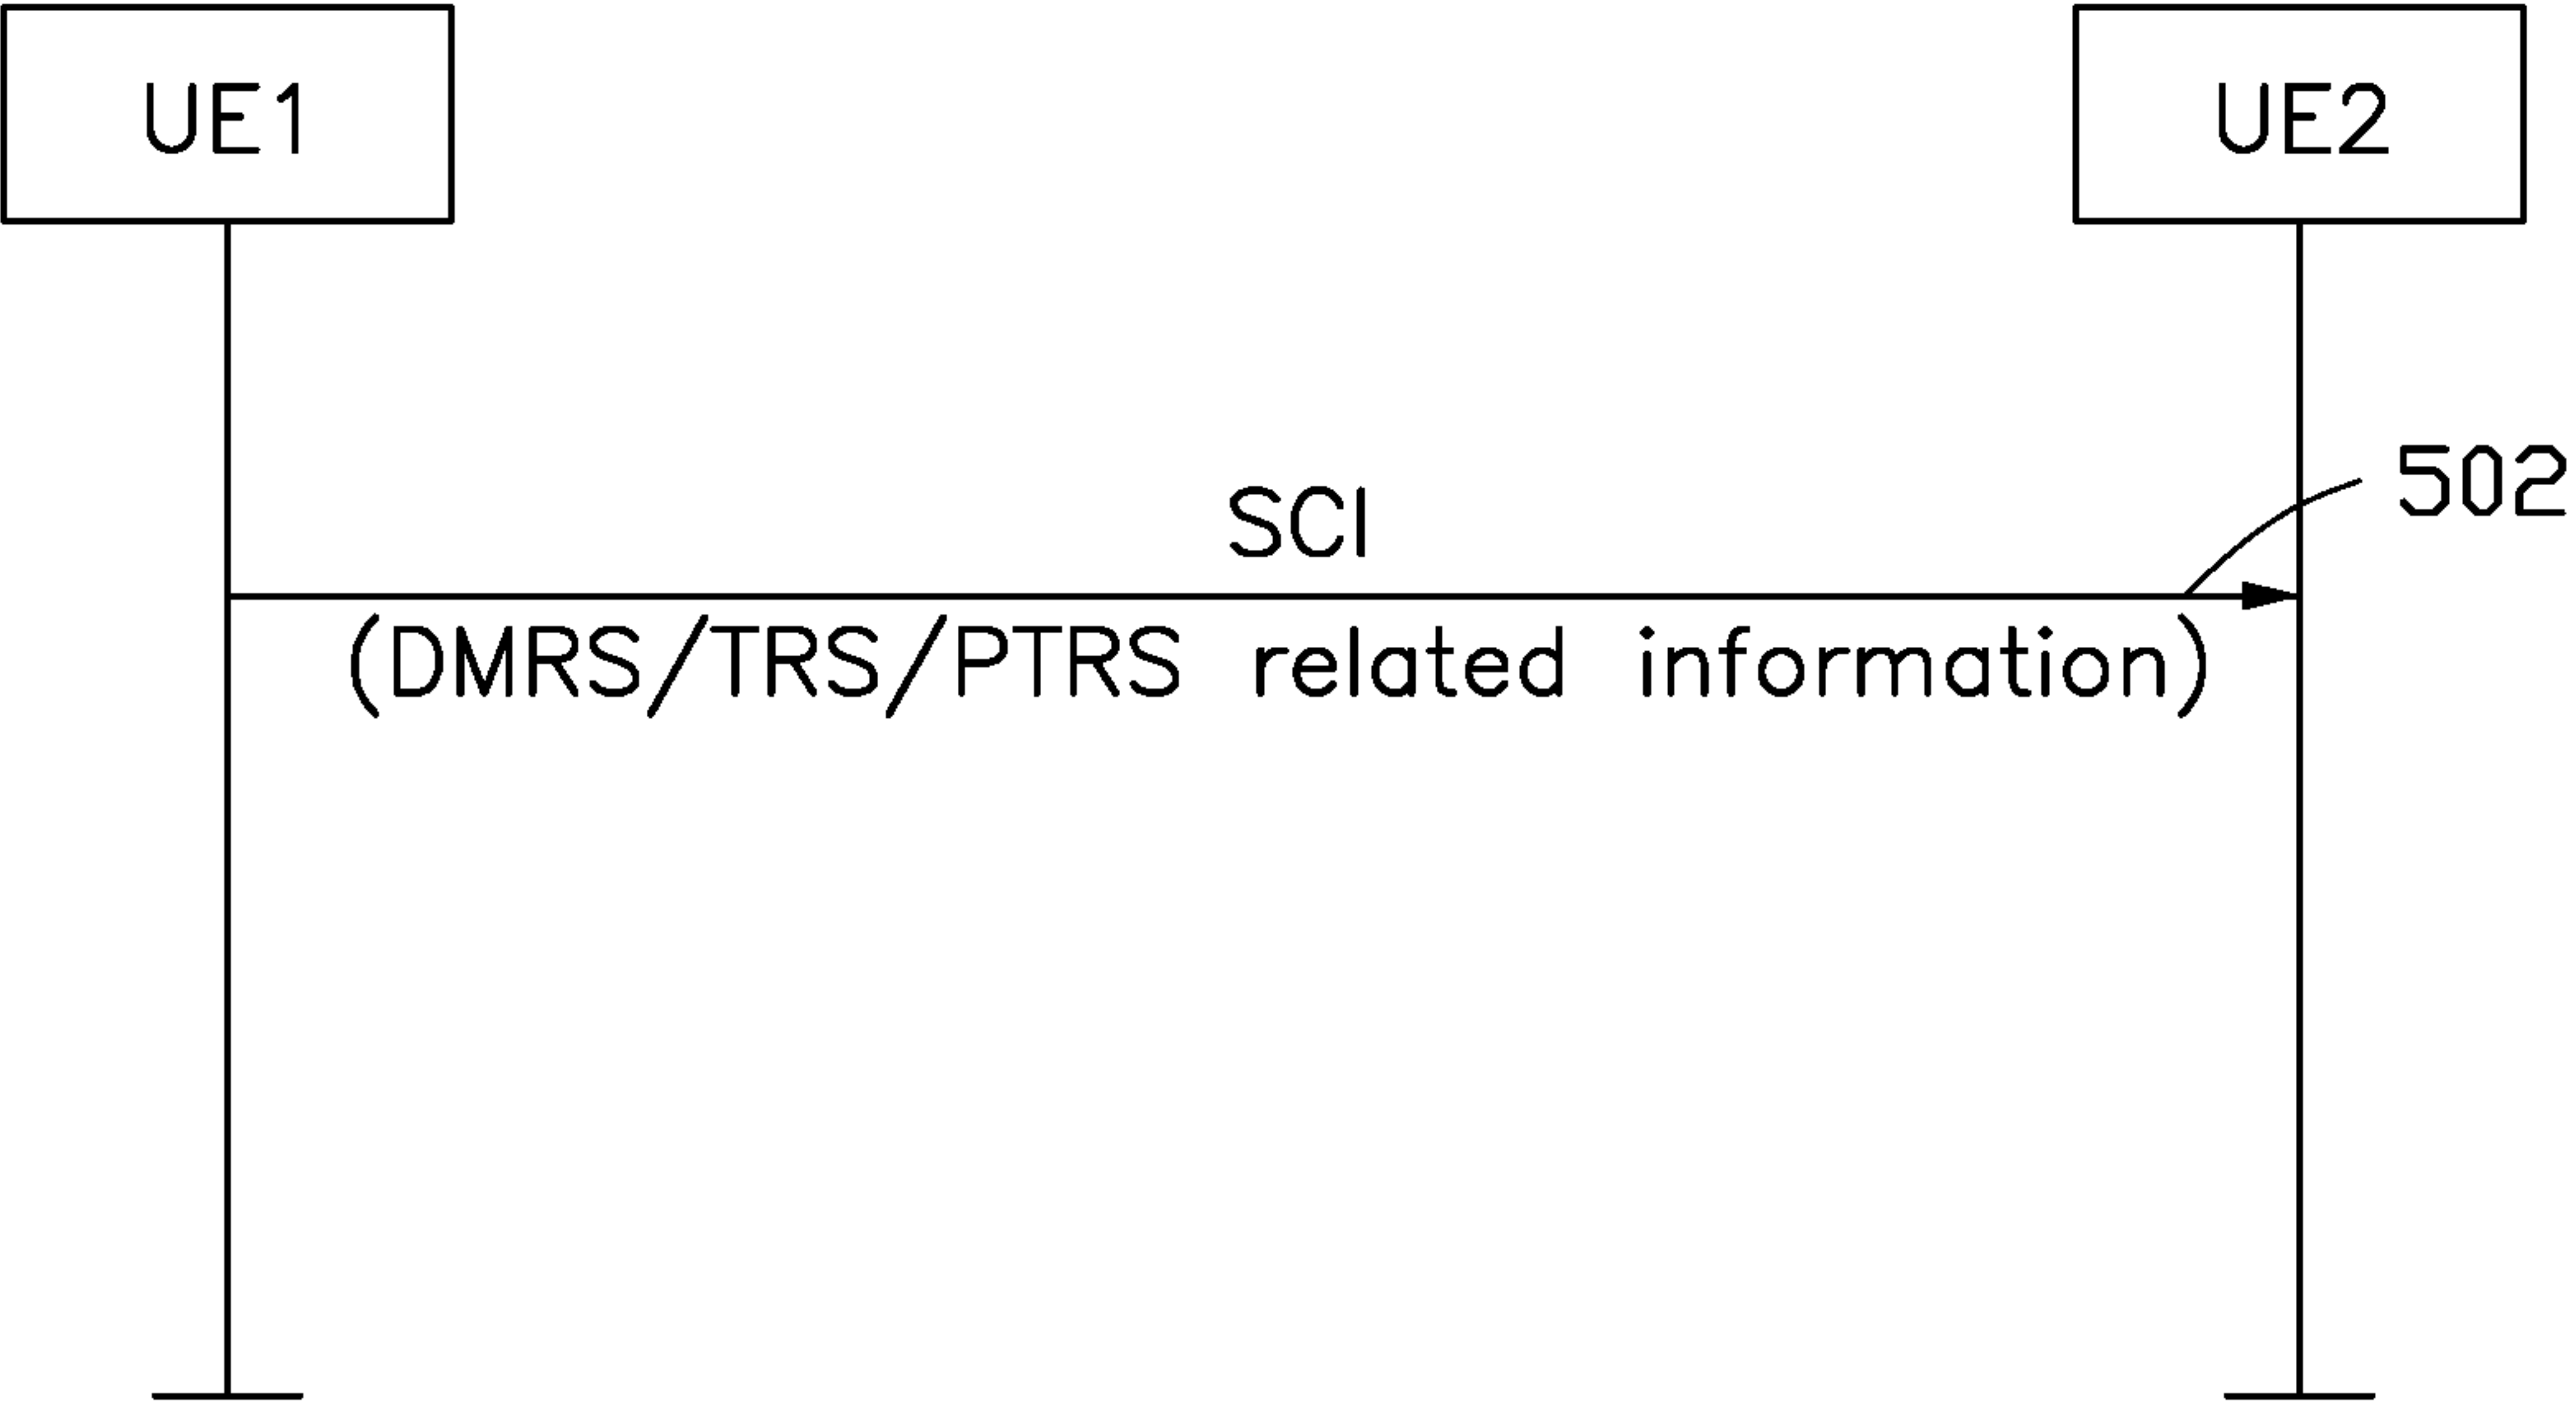 UE1
UE2
SCI
502
(DMRS/TRS/PTRS related information)